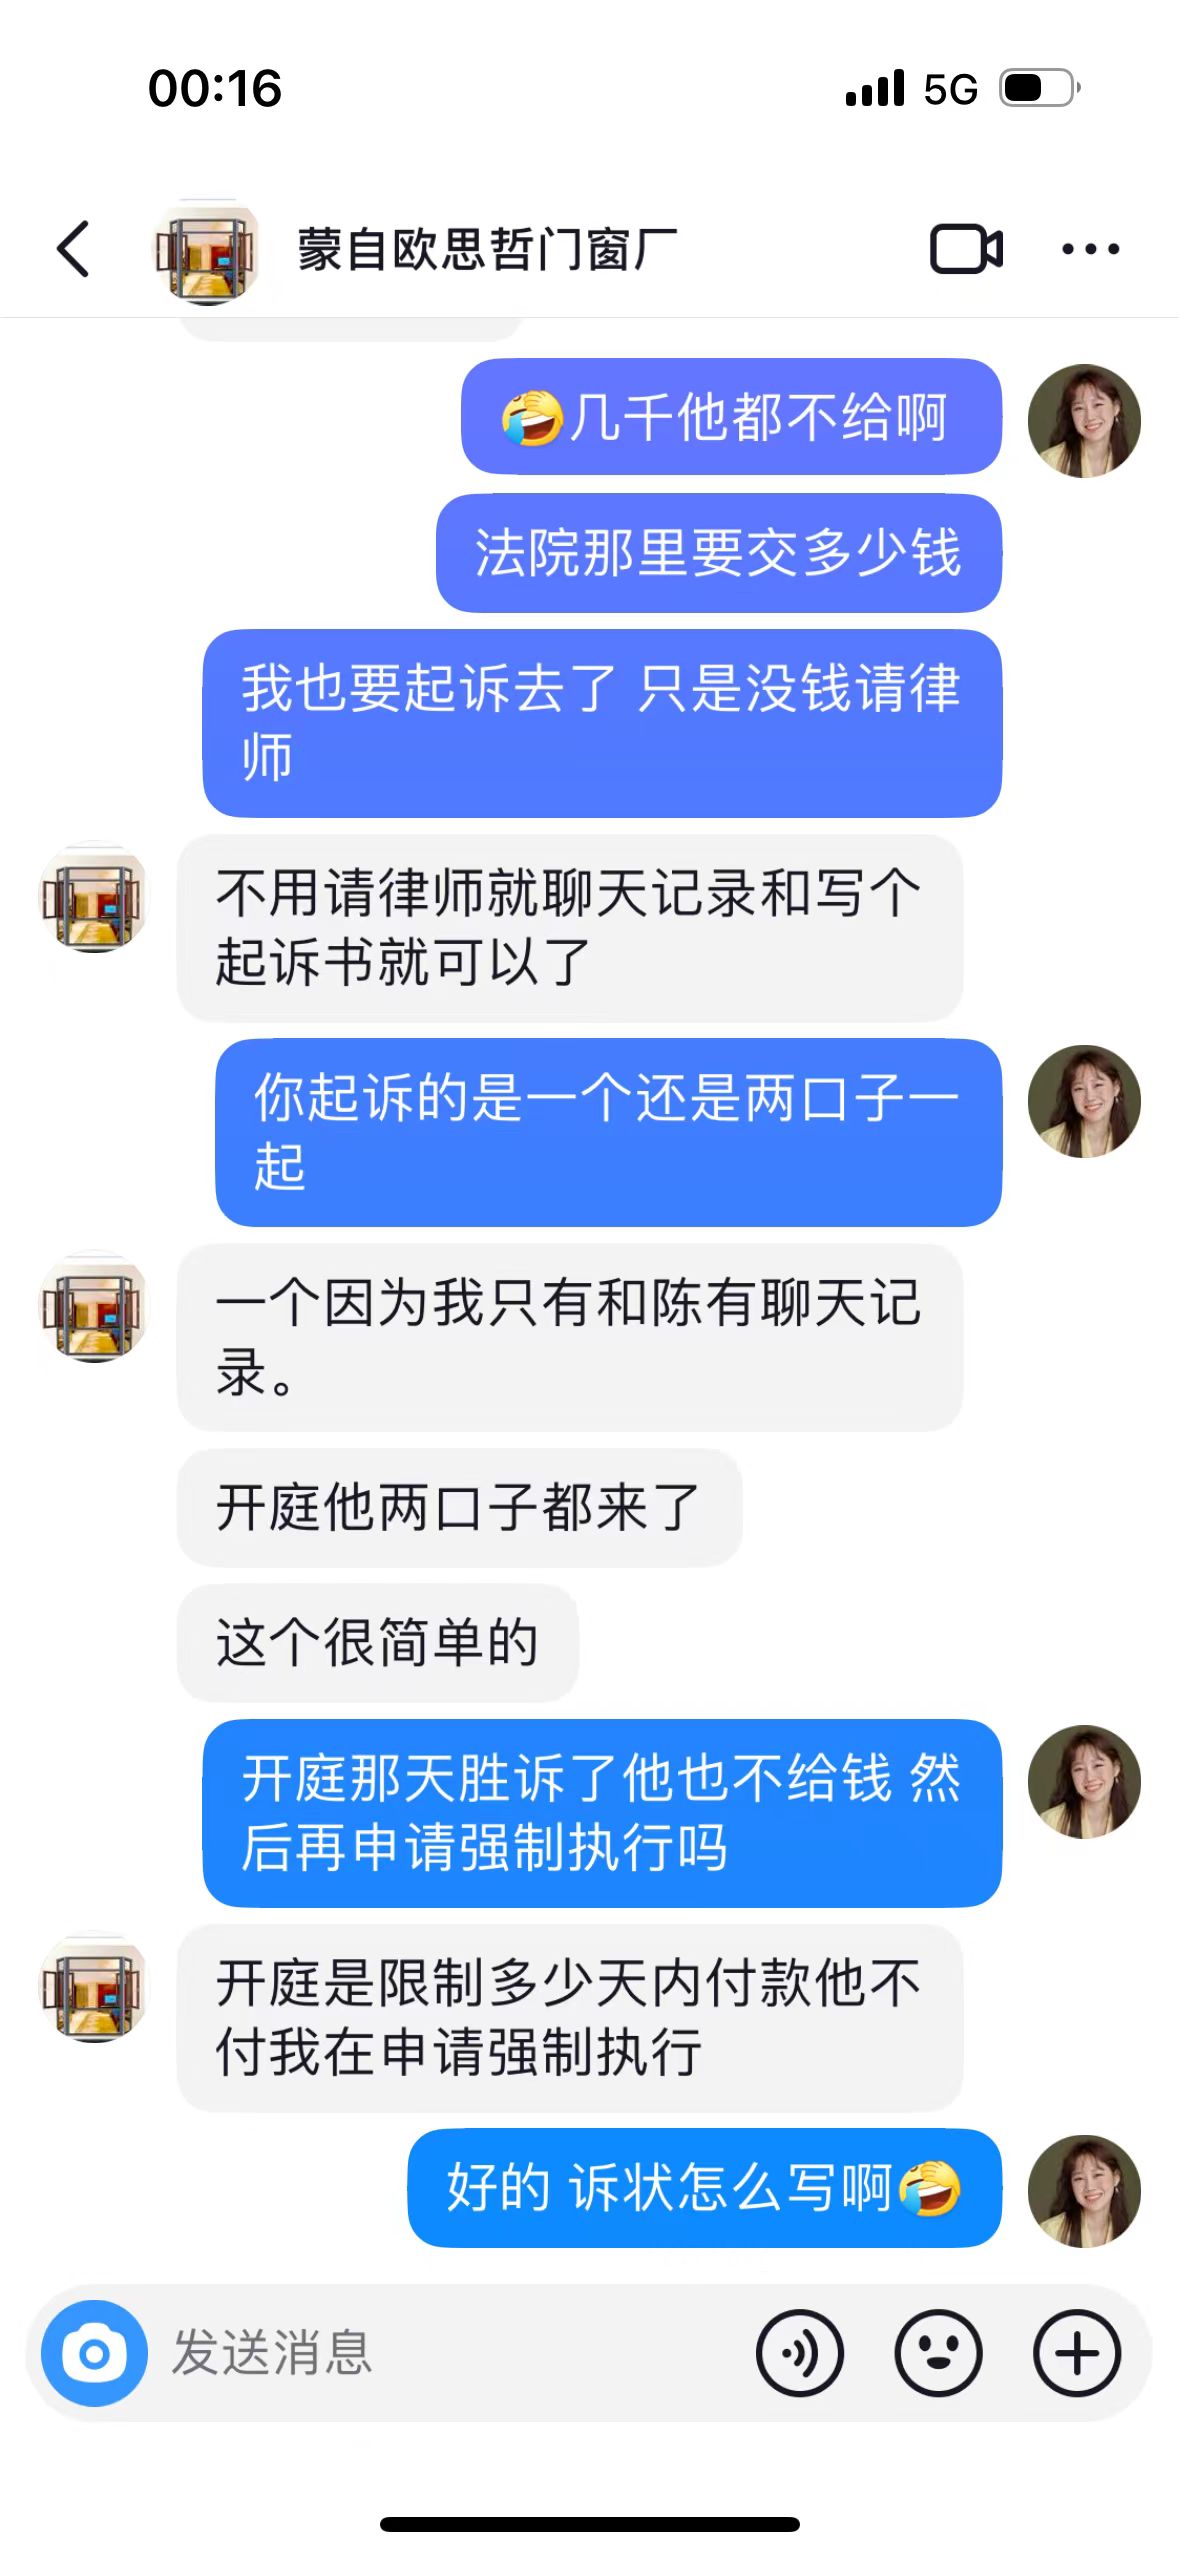 00:16
5G
蒙自欧思哲门窗厂
🤣几千他都不给啊
法院那里要交多少钱
我也要起诉去了 只是没钱请律
师
不用请律师就聊天记录和写个
起诉书就可以了
你起诉的是一个还是两口子一
起
一个因为我只有和陈有聊天记
录。
开庭他两口子都来了
这个很简单的
开庭那天胜诉了他也不给钱 然
后再申请强制执行吗
开庭是限制多少天内付款他不
付我在申请强制执行
好的 诉状怎么写啊🤣
发送消息